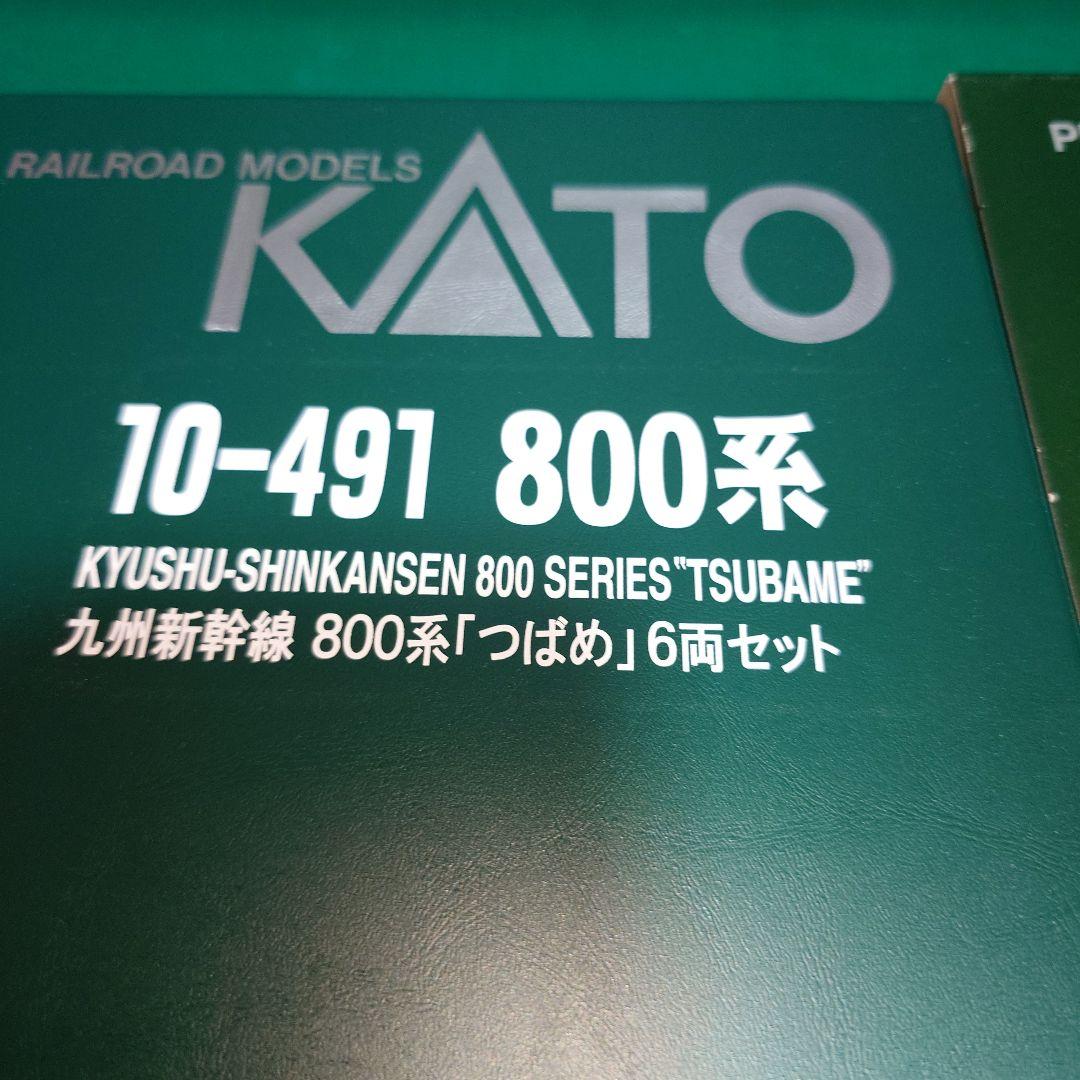 RAILROAD MODELS
KATO
10-491 800系
KYUSHU-SHINKANSEN 800 SERIES "TSUBAME"
九州新幹線 800系「つばめ」6両セット